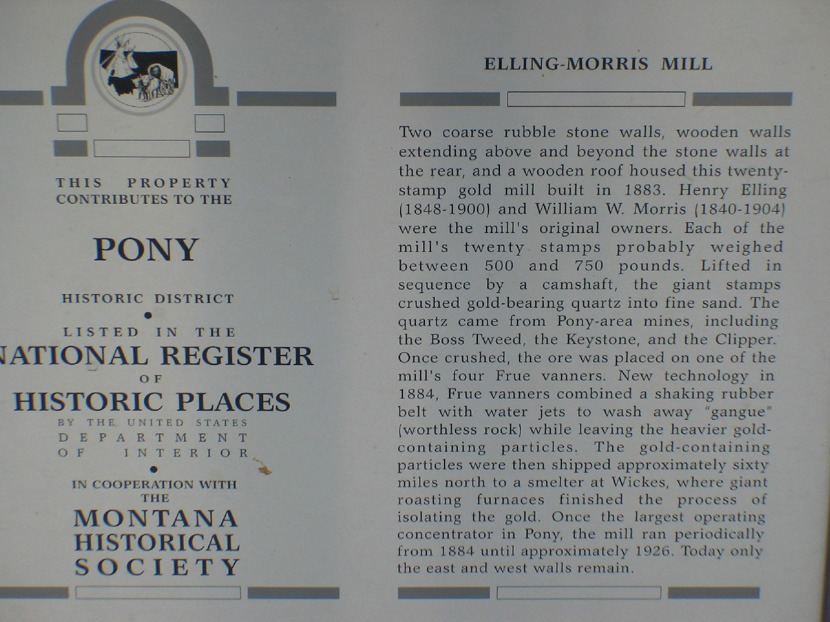 THIS PROPERTY
CONTRIBUTES TO THE
PONY
HISTORIC DISTRICT
LISTED IN THE
NATIONAL REGISTER
OF
HISTORIC PLACES
BY THE UNITED STATES
DEPARTMENT
OF INTERIOR
IN COOPERATION WITH
THE
MONTANA
HISTORICAL
SOCIETY
ELLING-MORRIS MILL
Two coarse rubble stone walls, wooden walls
extending above and beyond the stone walls at
the rear, and a wooden roof housed this twenty-
stamp gold mill built in 1883. Henry Elling
(1848-1900) and William W. Morris (1840-1904)
were the mill's original owners. Each of the
mill's twenty stamps probably weighed
between 500 and 750 pounds. Lifted in
sequence by a camshaft, the giant stamps
crushed gold-bearing quartz into fine sand. The
quartz came from Pony-area mines, including
the Boss Tweed, the Keystone, and the Clipper.
Once crushed, the ore was placed on one of the
mill's four Frue vanners. New technology in
1884, Frue vanners combined a shaking rubber
belt with water jets to wash away "gangue"
(worthless rock) while leaving the heavier gold-
containing particles. The gold-containing
particles were then shipped approximately sixty
miles north to a smelter at Wickes, where giant
roasting furnaces finished the process of
isolating the gold. Once the largest operating
concentrator in Pony, the mill ran periodically
from 1884 until approximately 1926. Today only
the east and west walls remain.